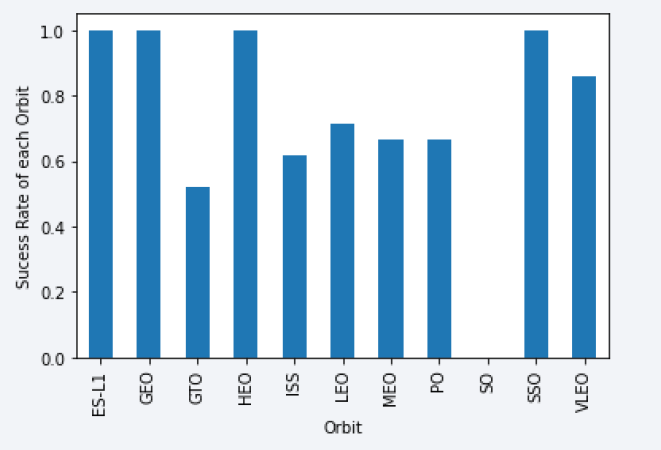 1.0
0.8
0.6
0.4
0.2
0.0
Sucess Rate of each Orbit
ES-L1
GEO
GTO
HEO
ISS
LEO
MEO
PO
SO
SSO
VLEO
Orbit